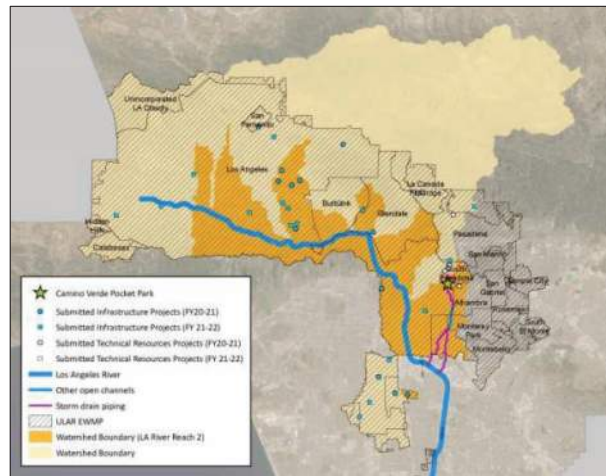 Unincorporated
LA County
San
Fernando
Los Angeles
Burbank
Glendale
La Canada
Flintridge
Pasadena
Hidden
Hills
Calabasas
San Marino
San
Gabriel
Temple City
Rosemead
Alhambra
South
El Monte
Monterey
Park
Montebello
Camino Verde Pocket Park
Submitted Infrastructure Projects (FY20-21)
Submitted Infrastructure Projects (FY 21-22)
Submitted Technical Resources Projects (FY20-21)
Submitted Technical Resources Projects (FY 21-22)
Los Angeles River
Other open channels
Storm drain piping
ULAR EWMP
Watershed Boundary (LA River Reach 2)
Watershed Boundary